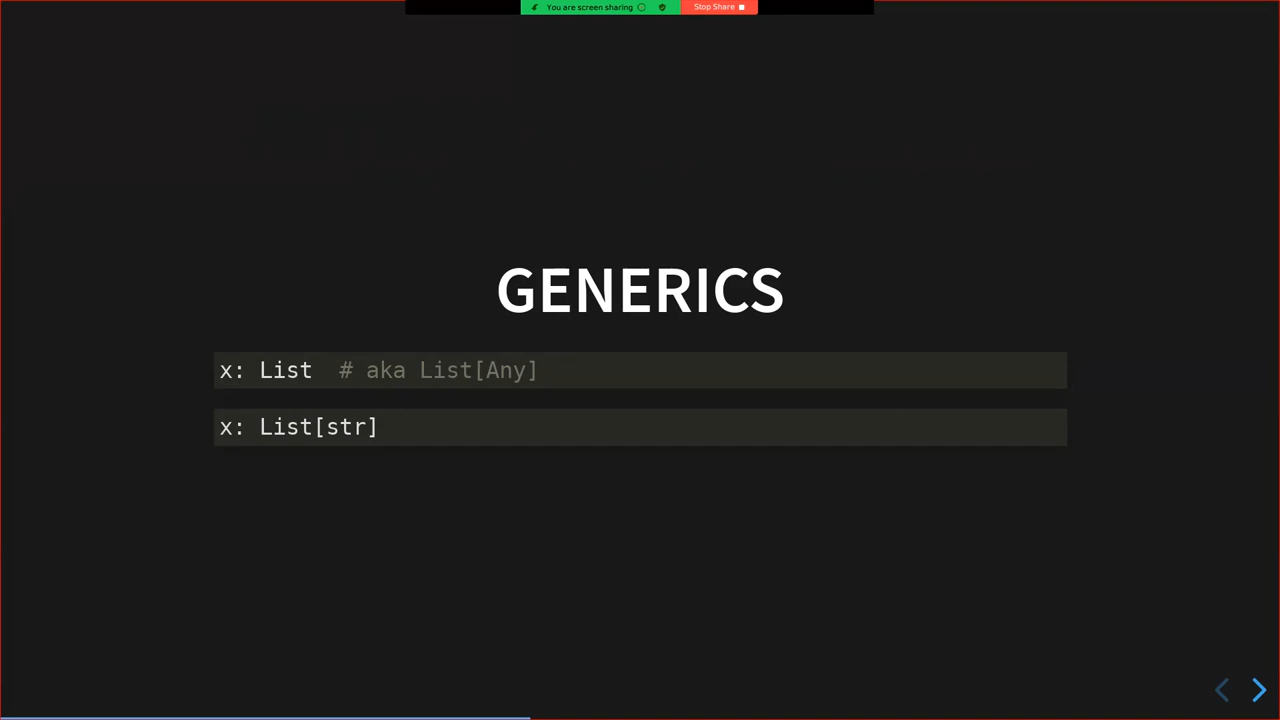 You are screen sharing
Stop Share
GENERICS
x: List  # aka List[Any]
x: List[str]